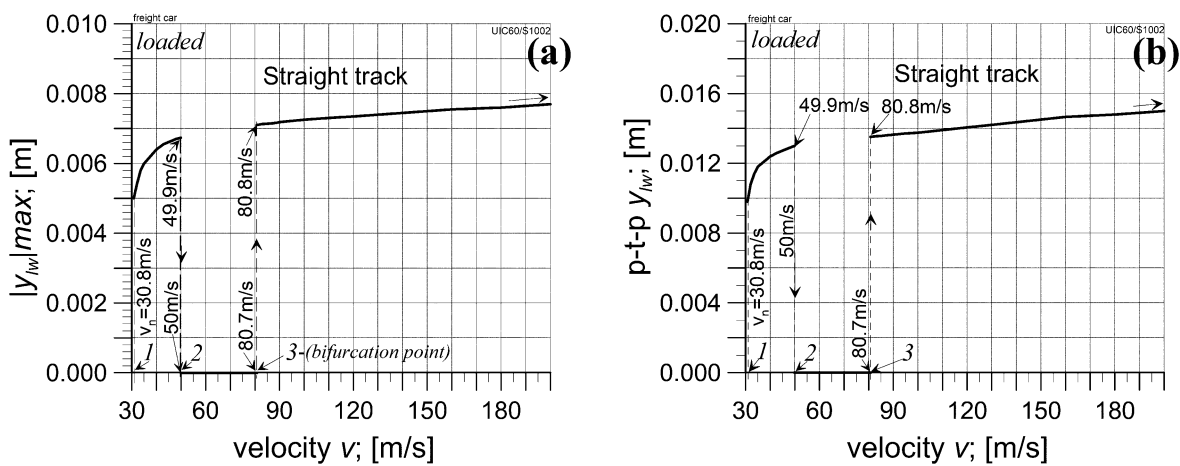 freight car
UIC60/S1002
loaded
(a)
Straight track
0.010
0.008
0.006
0.004
0.002
0.000
|y_lw|max; [m]
49.9m/s
80.8m/s
v_n=30.8m/s
50m/s
80.7m/s
1
2
3-(bifurcation point)
30 60 90 120 150 180
velocity v; [m/s]
freight car
UIC60/S1002
loaded
(b)
Straight track
0.020
0.016
0.012
0.008
0.004
0.000
p-t-p y_lw; [m]
49.9m/s
80.8m/s
v_n=30.8m/s
50m/s
80.7m/s
1
2
3
30 60 90 120 150 180
velocity v; [m/s]